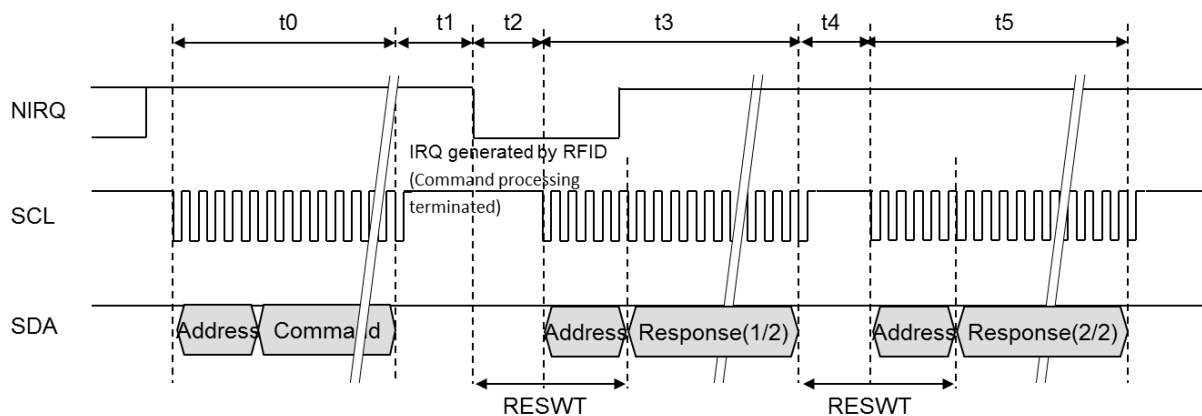 t0 t1 t2 t3 t4 t5
NIRQ
IRQ generated by RFID
(Command processing
terminated)
SCL
SDA
Address Command Address Response(1/2) Address Response(2/2)
RESWT RESWT